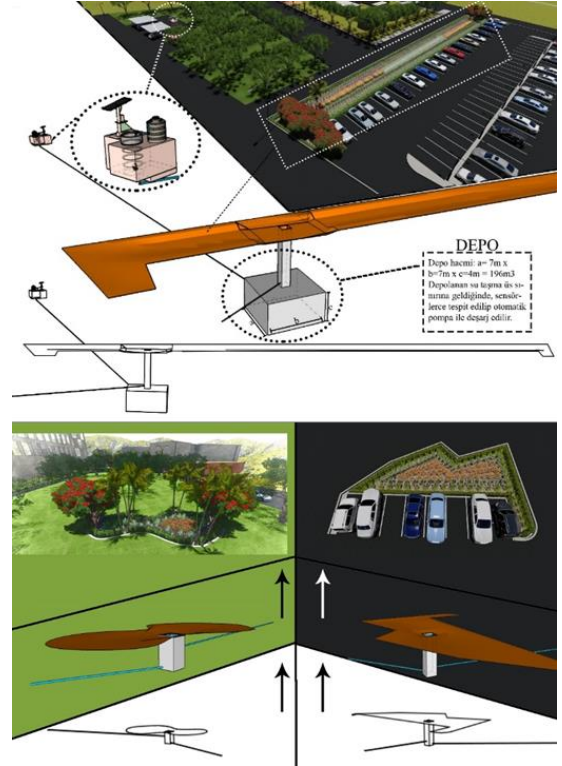 DEPO
Depo hacmi: a= 7m x
b=7m x c=4m = 196m3
Depolanan su taşma üs sı-
nırına geldiğinde, sensör-
lerce tespit edilip otomatik
pompa ile deşarj edilir.